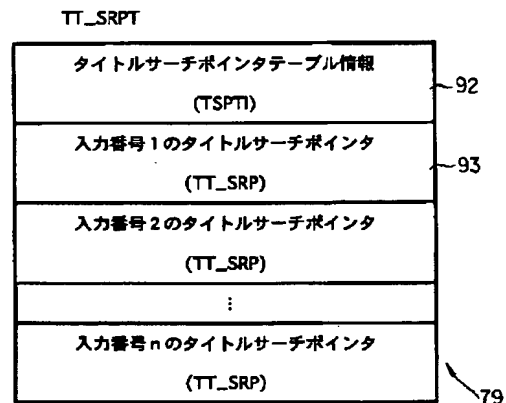 TT_SRPT
タイトルサーチポインタテーブル情報
(TSPTI)
92
入力番号1のタイトルサーチポインタ
(TT_SRP)
93
入力番号2のタイトルサーチポインタ
(TT_SRP)
⋮
入力番号nのタイトルサーチポインタ
(TT_SRP)
79